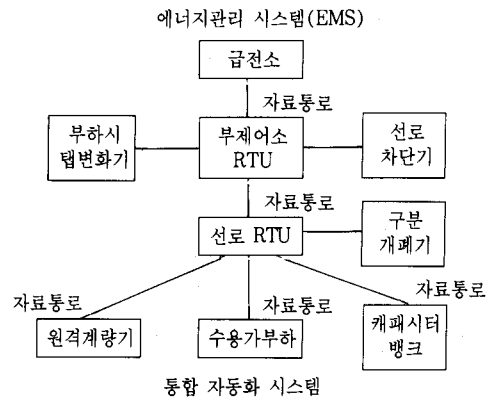 에너지관리 시스템(EMS)
급전소
자료통로
부하시
탭변화기
부제어소
RTU
선로
차단기
자료통로
선로 RTU
구분
개폐기
자료통로
자료통로
자료통로
원격계량기
수용가부하
캐패시터
뱅크
통합 자동화 시스템